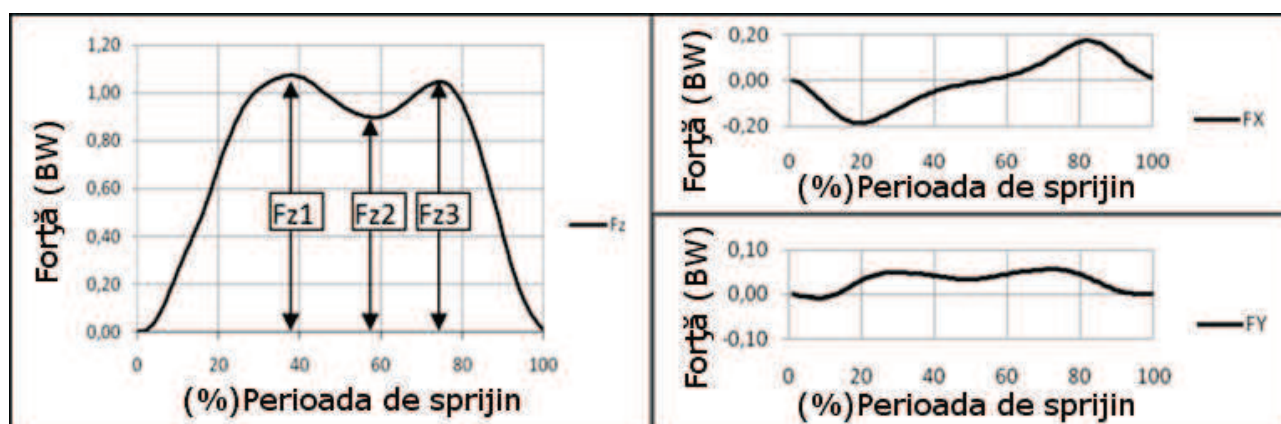 Forţă (BW)
1,20
1,00
0,80
0,60
0,40
0,20
0,00
Fz1
Fz2
Fz3
Fz
0 20 40 60 80 100
(%)Perioada de sprijin
Forţă (BW)
0,20
0,00
-0,20
FX
0 20 40 60 80 100
(%)Perioada de sprijin
Forţă (BW)
0,10
0,00
-0,10
FY
0 20 40 60 80 100
(%)Perioada de sprijin